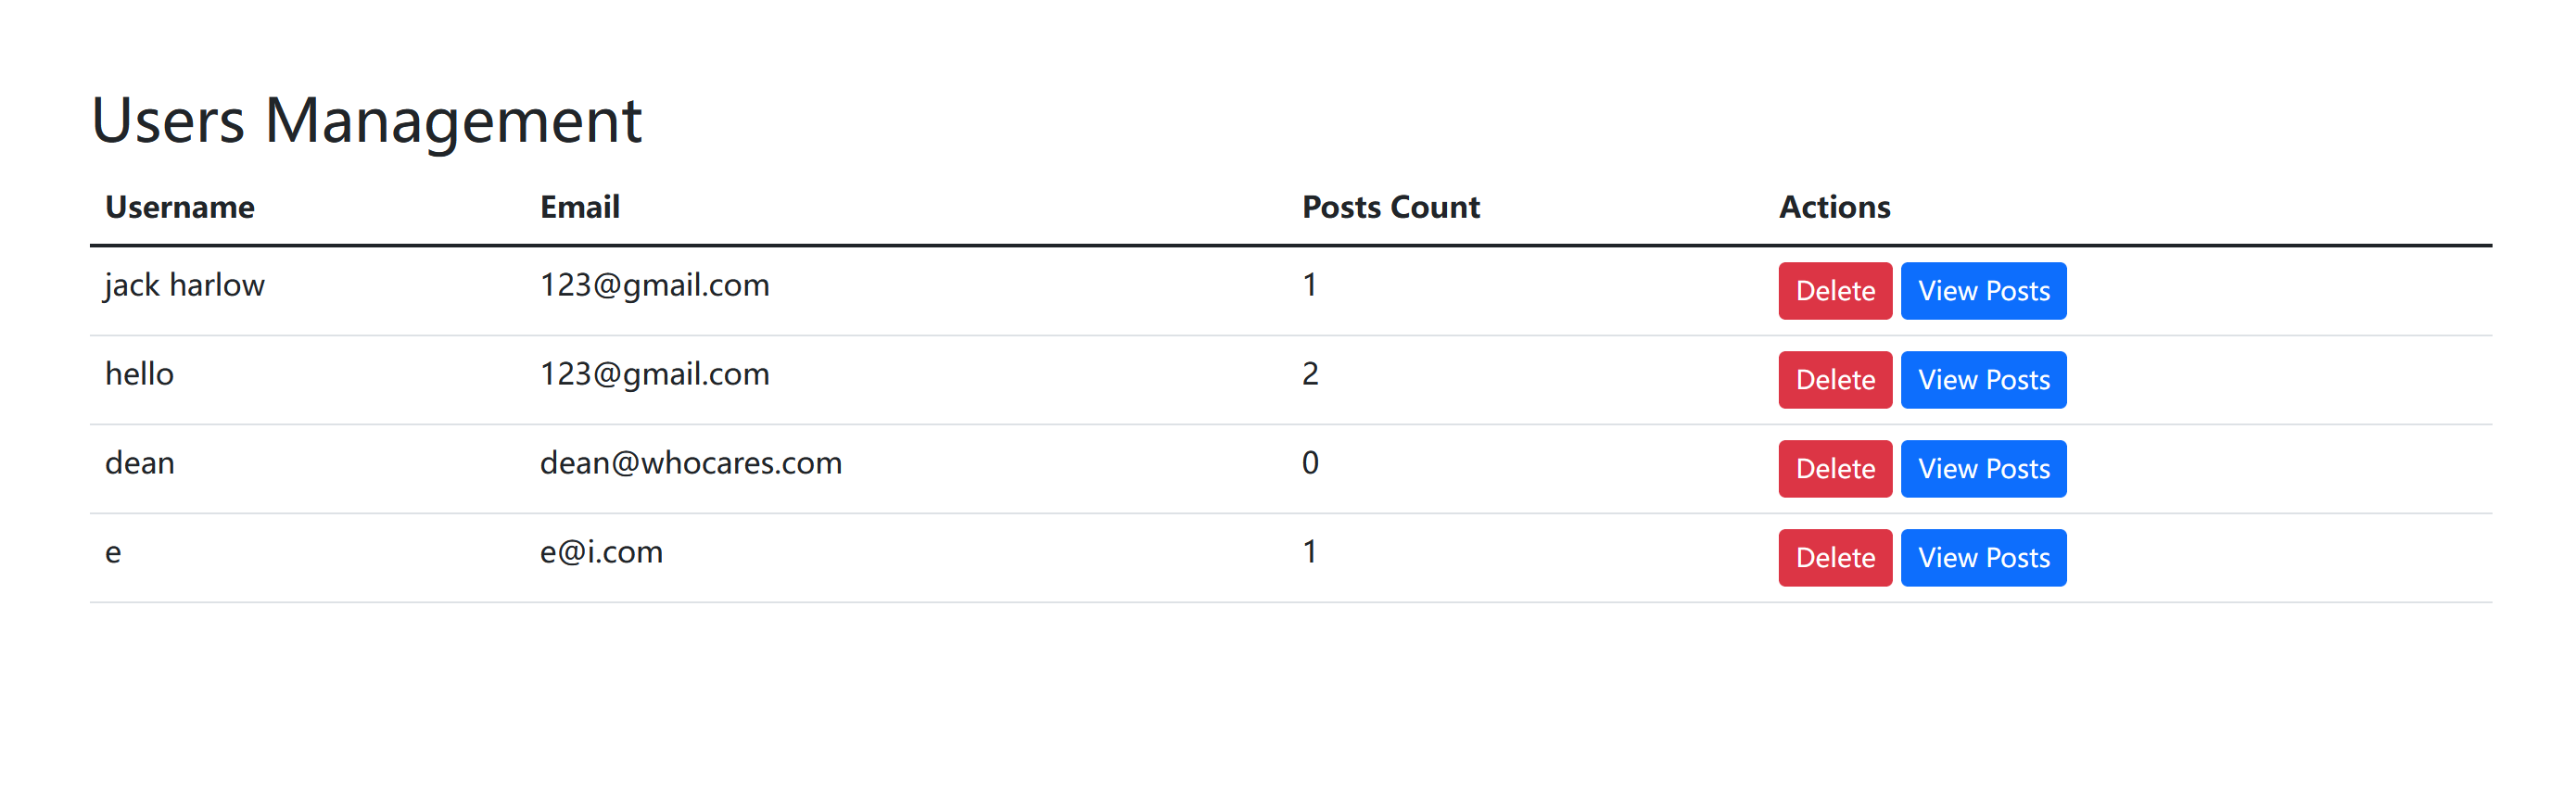 Users Management
Username Email Posts Count Actions
jack harlow 123@gmail.com 1 Delete View Posts
hello 123@gmail.com 2 Delete View Posts
dean dean@whocares.com 0 Delete View Posts
e e@i.com 1 Delete View Posts